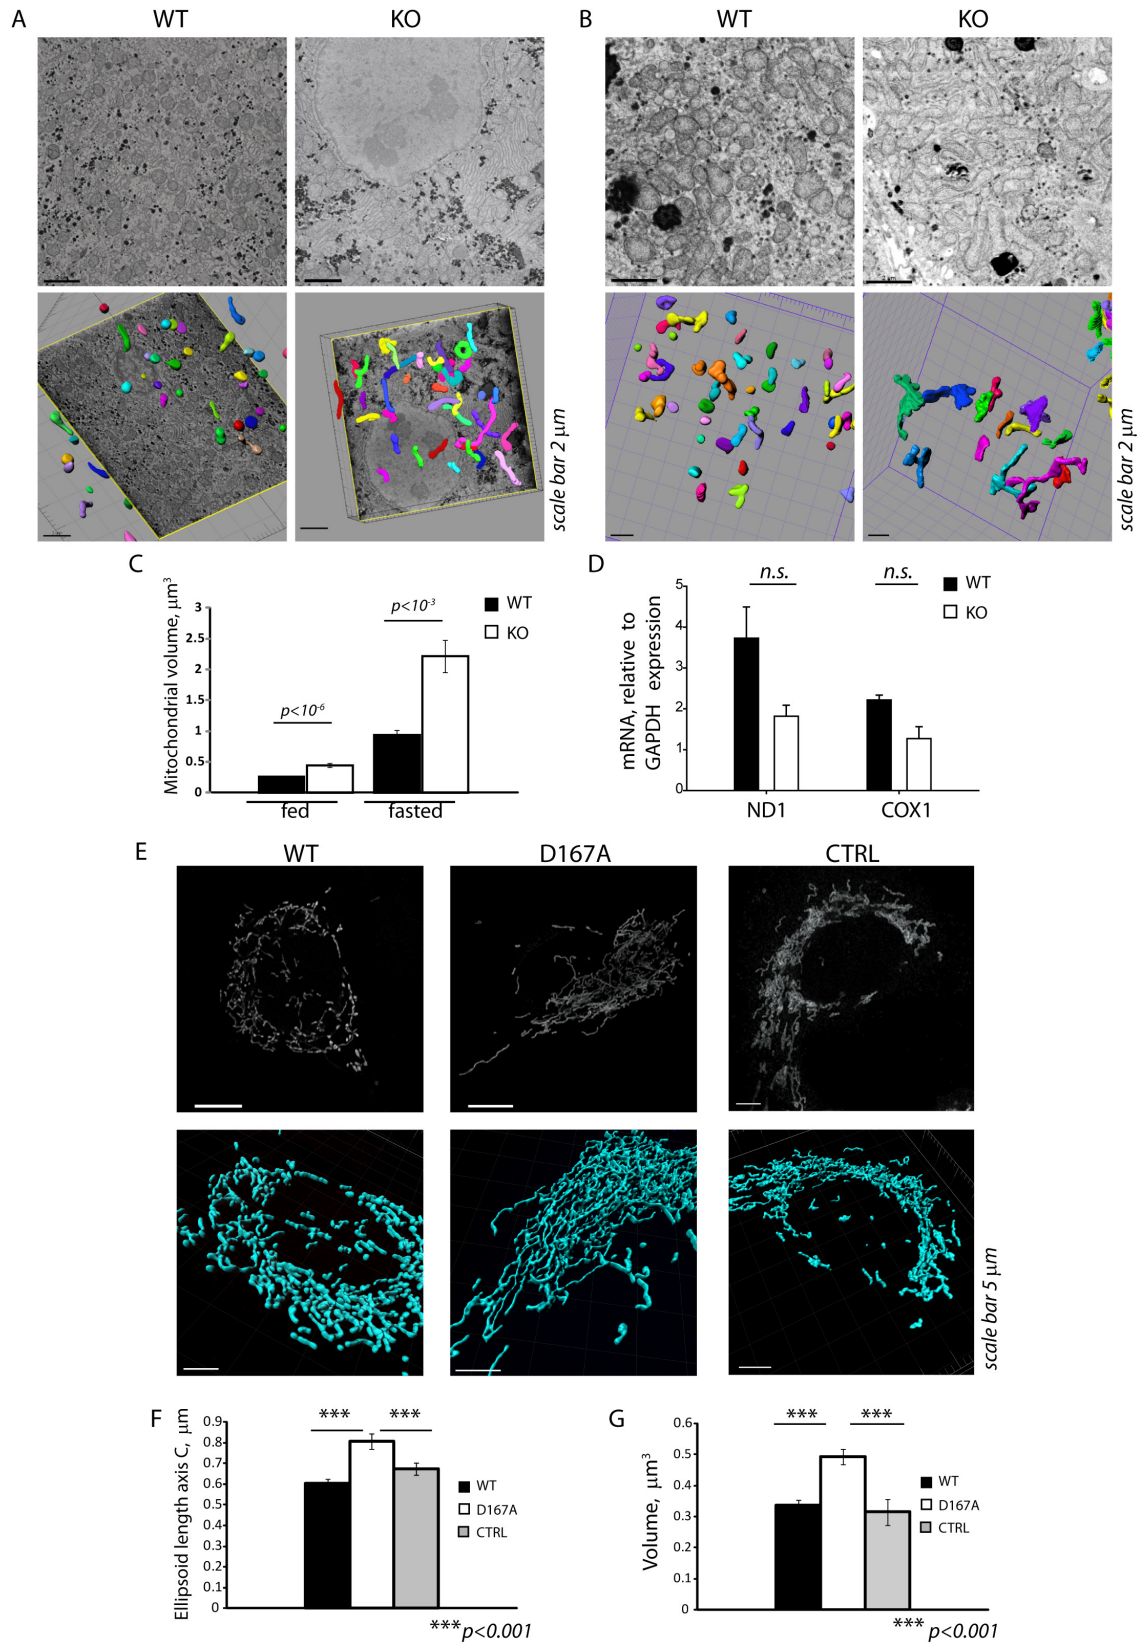 A
WT
KO
B
WT
KO
scale bar 2 μm
scale bar 2 μm
C
Mitochondrial volume, μm³
3
2.5
2
1.5
1
0.5
0
p<10⁻⁶
p<10⁻³
WT
KO
fed
fasted
D
mRNA, relative to
GAPDH expression
5
4
3
2
1
0
n.s.
n.s.
WT
KO
ND1
COX1
E
WT
D167A
CTRL
scale bar 5 μm
F
Ellipsoid length axis C, μm
0.9
0.8
0.7
0.6
0.5
0.4
0.3
0.2
0.1
0
***
***
WT
D167A
CTRL
***p<0.001
G
Volume, μm³
0.6
0.5
0.4
0.3
0.2
0.1
0
***
***
WT
D167A
CTRL
*** p<0.001